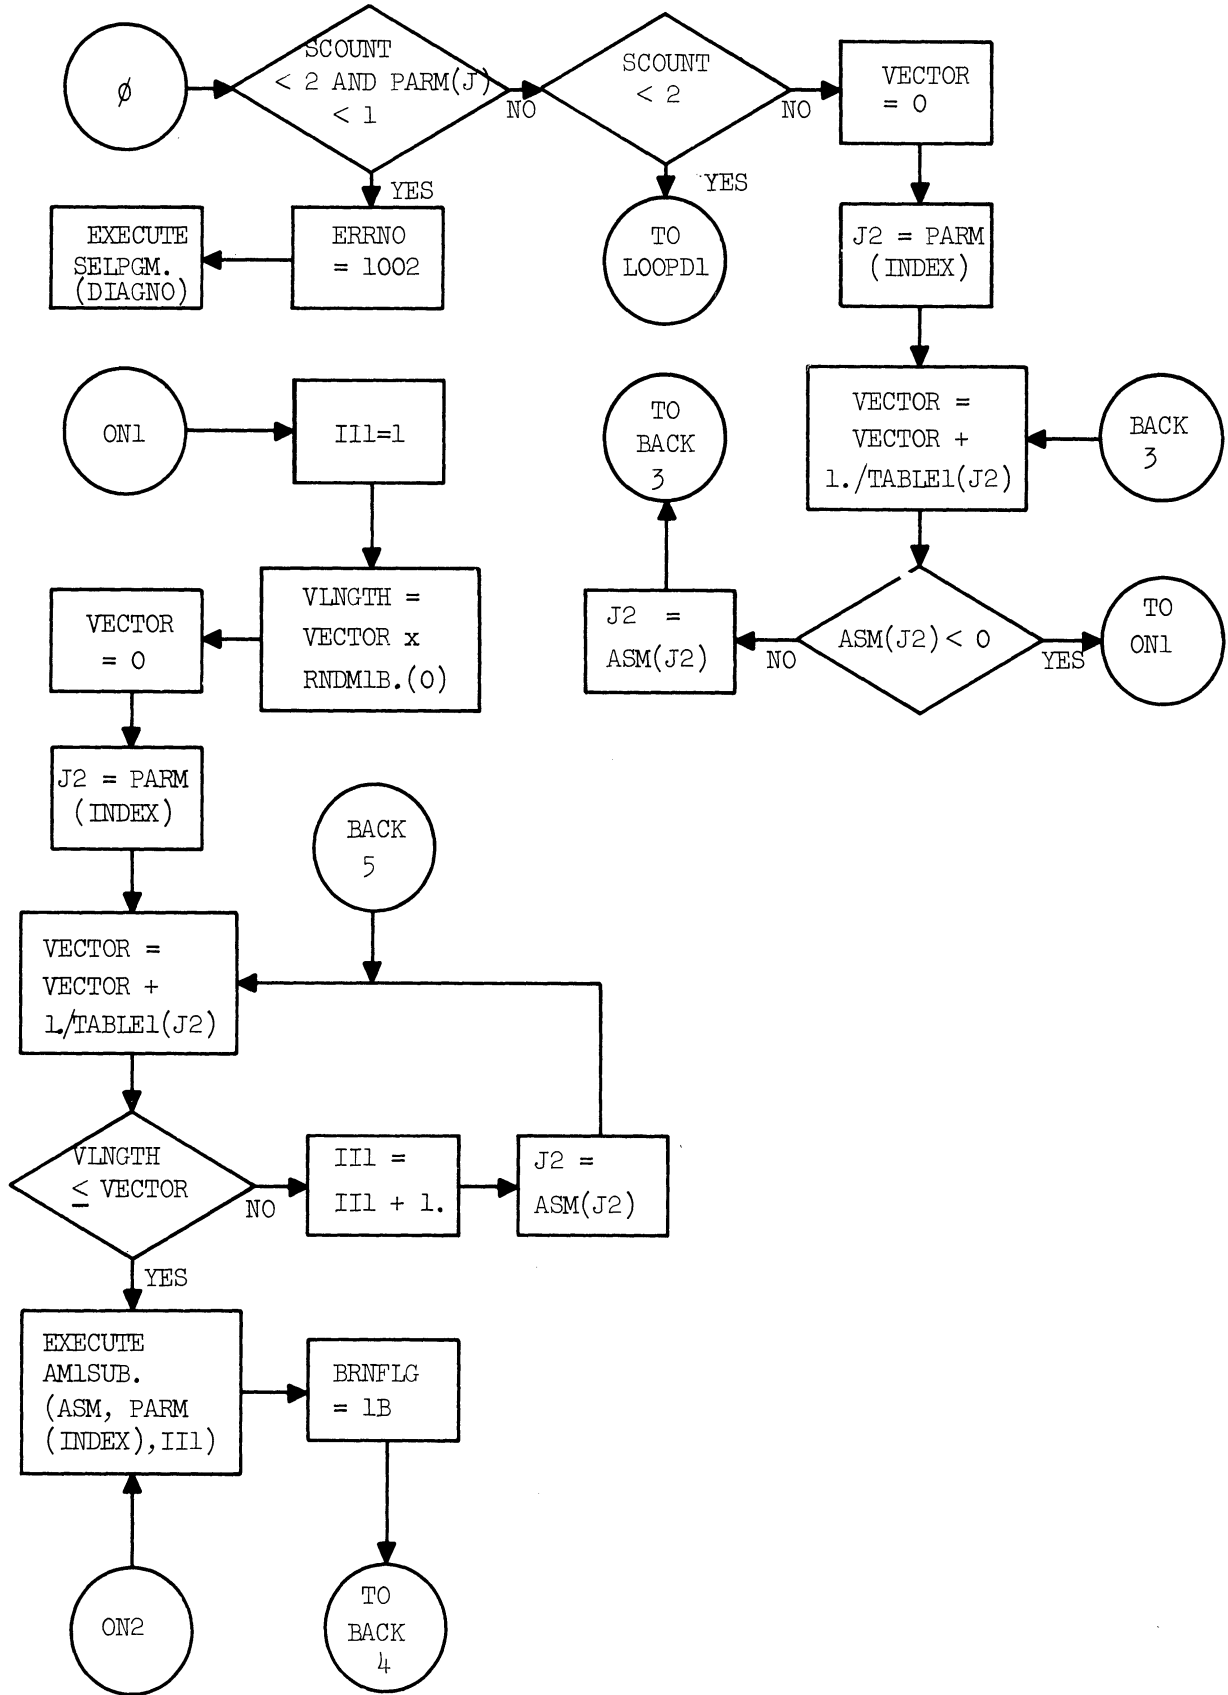 φ
SCOUNT
< 2 AND PARM(J)
< 1
NO
YES
SCOUNT
< 2
NO
YES
VECTOR
= 0
EXECUTE
SELPGM.
(DIAGNO)
ERRNO
= 1002
TO
LOOPD1
J2 = PARM
(INDEX)
ON1
III=1
TO
BACK
3
VECTOR =
VECTOR +
1./TABLE1(J2)
BACK
3
VECTOR
= 0
VLNGTH =
VECTOR x
RNDM1B.(0)
J2 =
ASM(J2)
NO
ASM(J2) < 0
YES
TO
ON1
J2 = PARM
(INDEX)
BACK
5
VECTOR =
VECTOR +
1./TABLE1(J2)
VLNGTH
≤ VECTOR
NO
YES
III =
III + 1.
J2 =
ASM(J2)
EXECUTE
AM1SUB.
(ASM, PARM
(INDEX),III)
BRNFLG
= 1B
ON2
TO
BACK
4